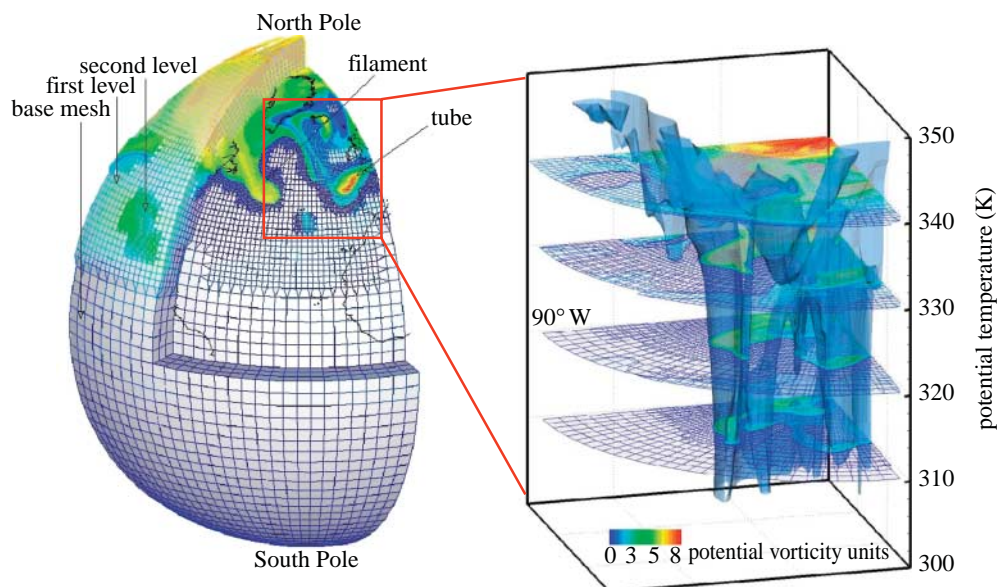 North Pole
second level
first level
base mesh
filament
tube
South Pole
90° W
350
340
330
320
310
300
potential temperature (K)
0 3 5 8 potential vorticity units